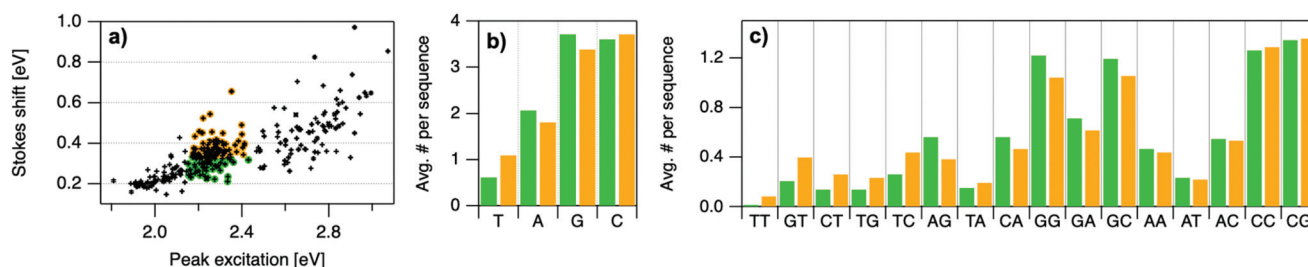 a)
Stokes shift [eV]
1.0
0.8
0.6
0.4
0.2
2.0 2.4 2.8
Peak excitation [eV]
b)
Avg. # per sequence
4
3
2
1
0
T A G C
c)
Avg. # per sequence
1.2
0.8
0.4
0.0
TT GT CT TG TC AG TA CA GG GA GC AA AT AC CC CG